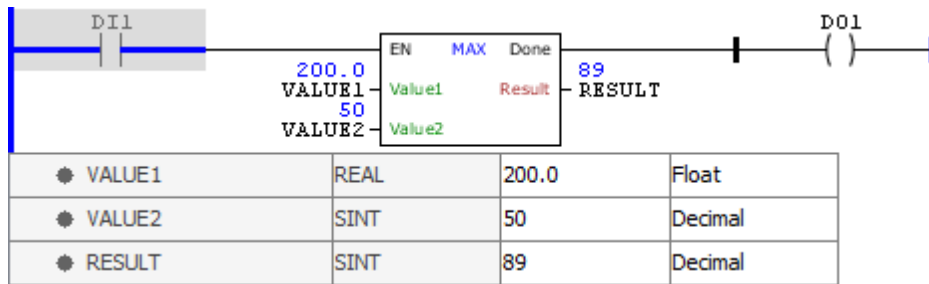 DI1 DO1
EN MAX Done
200.0 89
VALUE1 Value1 Result RESULT
50
VALUE2 Value2
VALUE1 REAL 200.0 Float
VALUE2 SINT 50 Decimal
RESULT SINT 89 Decimal